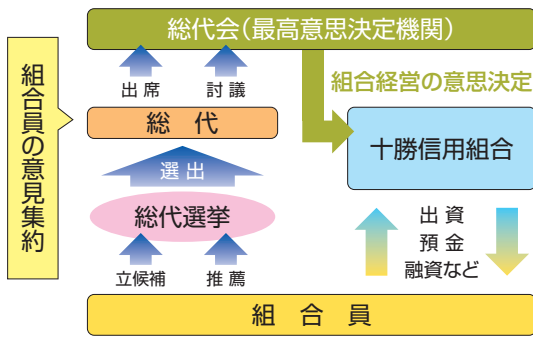 総代会(最高意思決定機関)
組合員の意見集約
出席
討議
組合経営の意思決定
総代
十勝信用組合
選出
総代選挙
出資
預金
融資など
立候補
推薦
組合員